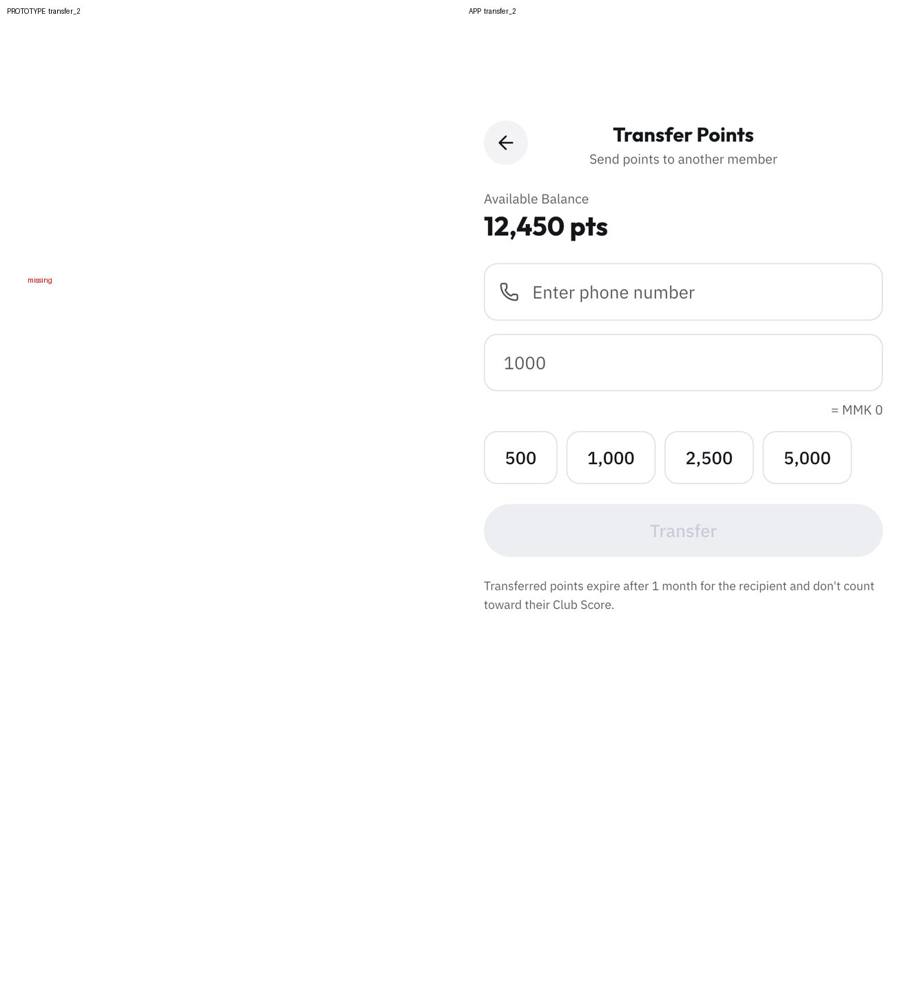 PROTOTYPE transfer_2
APP transfer_2
missing
Transfer Points
Send points to another member
Available Balance
12,450 pts
Enter phone number
1000
= MMK 0
500
1,000
2,500
5,000
Transfer
Transferred points expire after 1 month for the recipient and don't count
toward their Club Score.